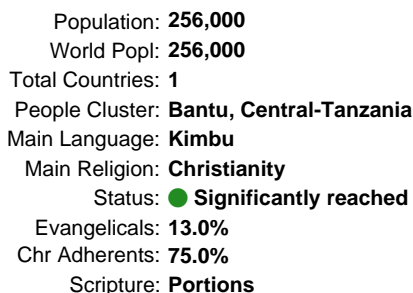 Population: 256,000
World Popl: 256,000
Total Countries: 1
People Cluster: Bantu, Central-Tanzania
Main Language: Kimbu
Main Religion: Christianity
Status: Significantly reached
Evangelicals: 13.0%
Chr Adherents: 75.0%
Scripture: Portions